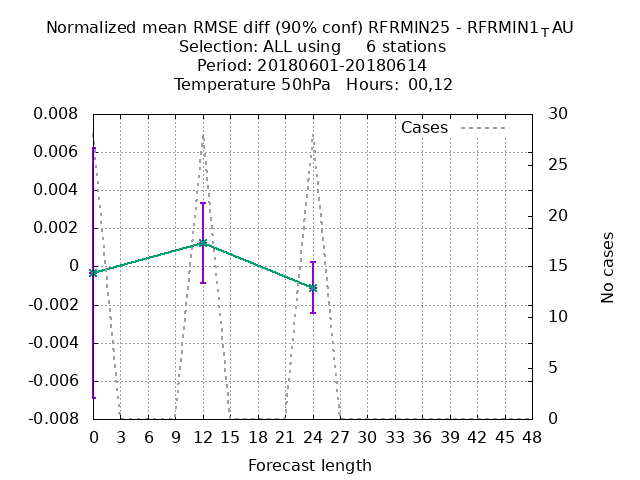 Normalized mean RMSE diff (90% conf) RFRMIN25 - RFRMIN1TAU
Selection: ALL using     6 stations
Period: 20180601-20180614
Temperature 50hPa   Hours:  00,12
Cases
0.008
0.006
0.004
0.002
0
-0.002
-0.004
-0.006
-0.008
30
25
20
15
10
5
0
No cases
0 3 6 9 12 15 18 21 24 27 30 33 36 39 42 45 48
Forecast length